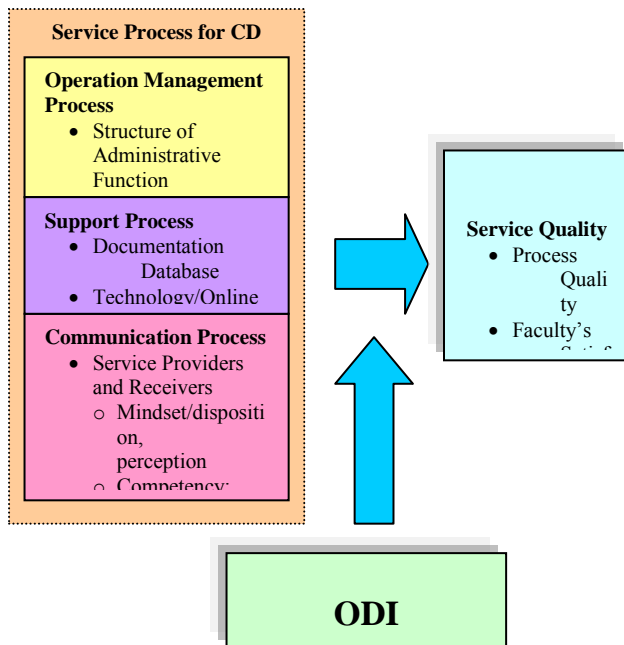 Service Process for CD
Operation Management
Process
• Structure of
Administrative
Function
Support Process
• Documentation
Database
• Technology/Online
Communication Process
• Service Providers
and Receivers
o Mindset/dispositi
on,
perception
o Competency:
Service Quality
• Process
Quali
ty
• Faculty's
ODI